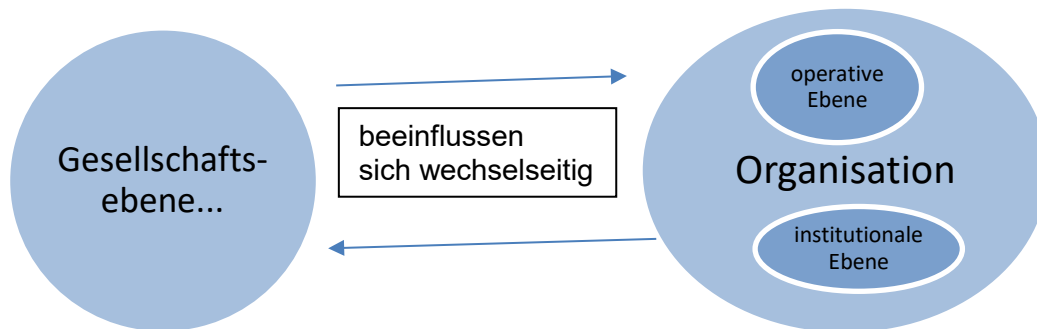 Gesellschafts-
ebene...
beeinflussen
sich wechselseitig
operative
Ebene
Organisation
institutionale
Ebene